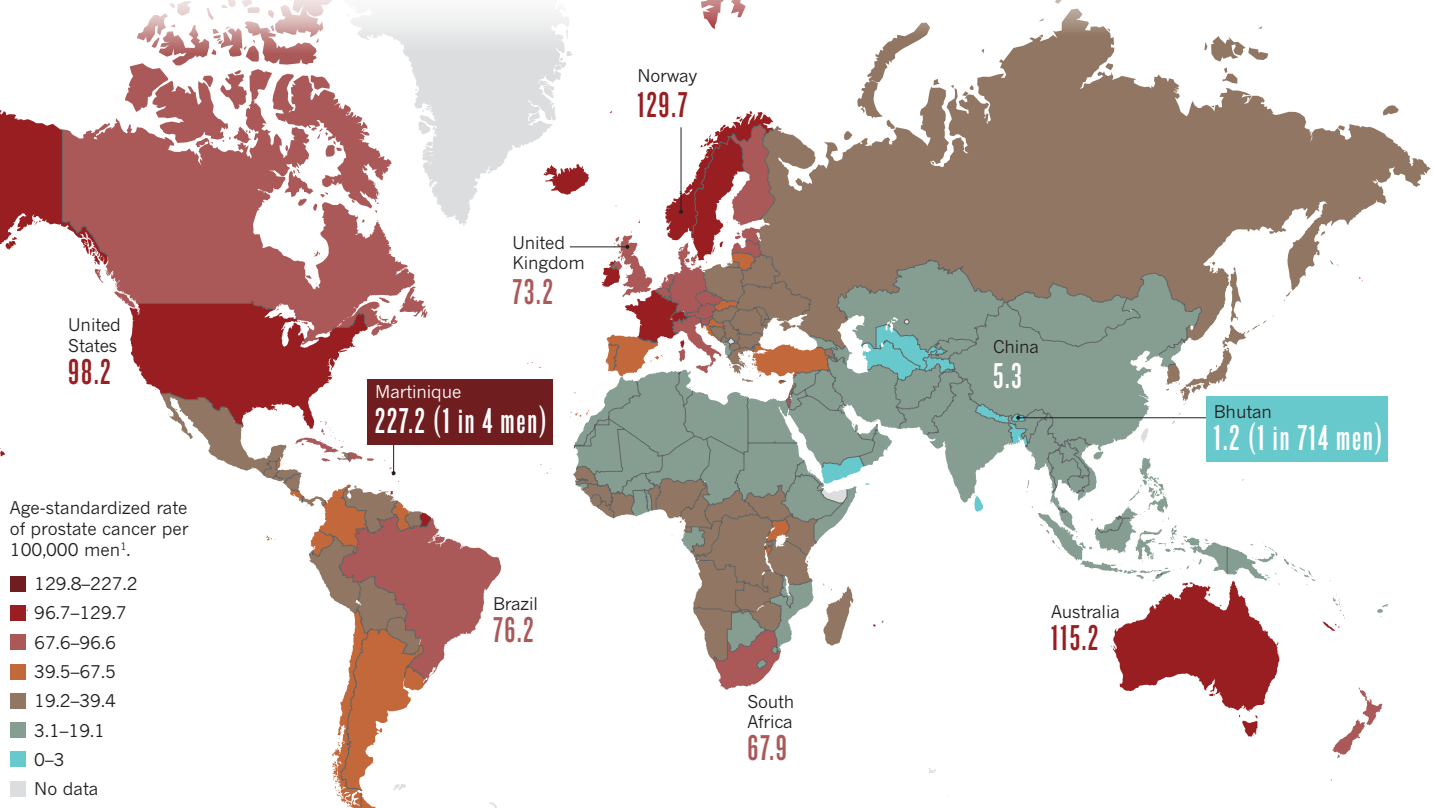 Norway
129.7
United
Kingdom
73.2
United
States
98.2
Martinique
227.2 (1 in 4 men)
China
5.3
Bhutan
1.2 (1 in 714 men)
Age-standardized rate
of prostate cancer per
100,000 men¹.
129.8–227.2
96.7–129.7
67.6–96.6
39.5–67.5
19.2–39.4
3.1–19.1
0–3
No data
Brazil
76.2
South
Africa
67.9
Australia
115.2